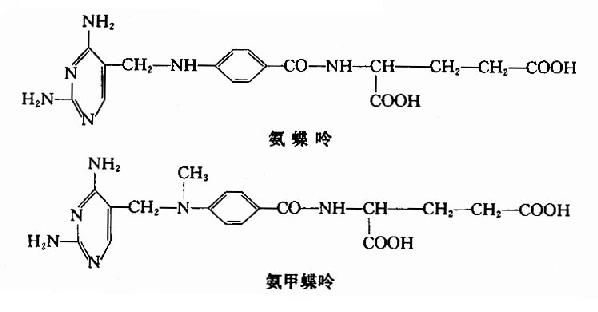 NH₂
N CH₂—NH CO—NH—CH—CH₂—CH₂—COOH
H₂N N COOH
氨蝶呤
NH₂ CH₃
N CH₂—N CO—NH—CH—CH₂—CH₂—COOH
H₂N N COOH
氨甲蝶呤